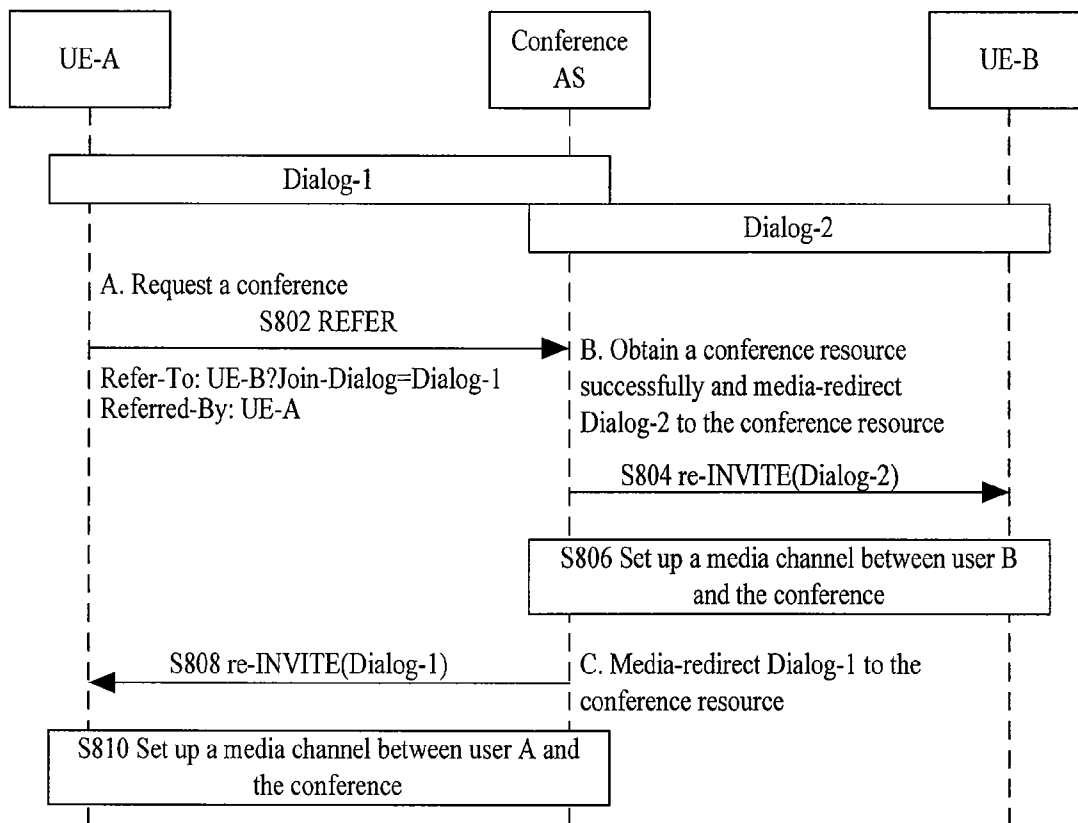 UE-A
Conference
AS
UE-B
Dialog-1
Dialog-2
A. Request a conference
S802 REFER
Refer-To: UE-B?Join-Dialog=Dialog-1
Referred-By: UE-A
B. Obtain a conference resource
successfully and media-redirect
Dialog-2 to the conference resource
S804 re-INVITE(Dialog-2)
S806 Set up a media channel between user B
and the conference
S808 re-INVITE(Dialog-1)
C. Media-redirect Dialog-1 to the
conference resource
S810 Set up a media channel between user A and
the conference